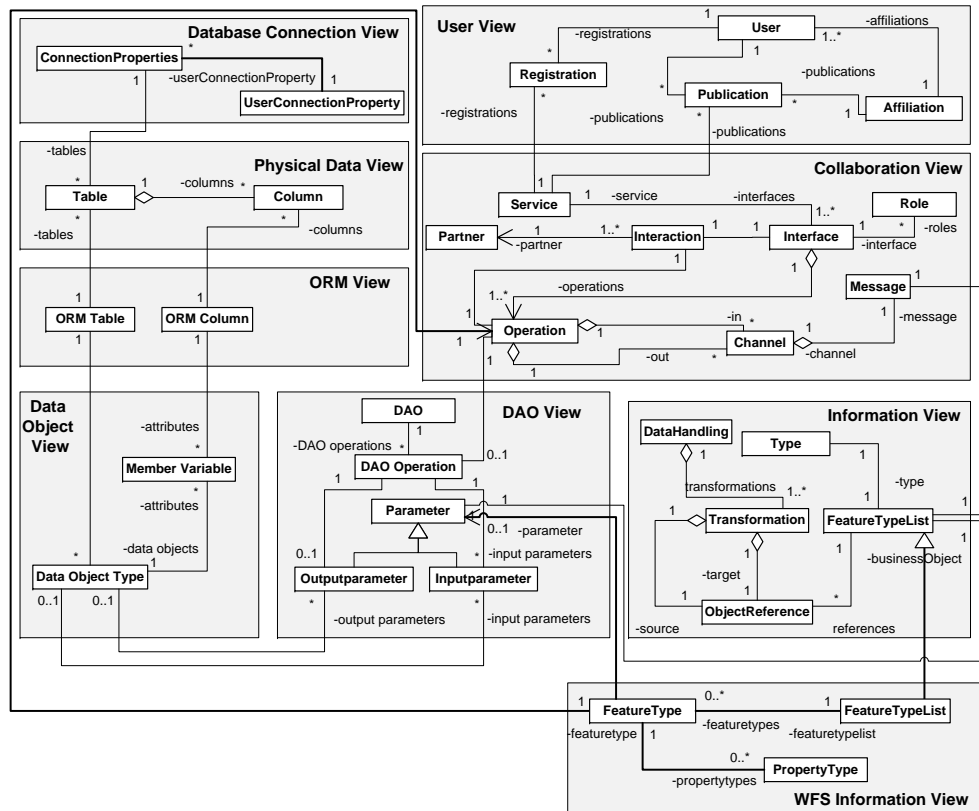 Database Connection View
ConnectionProperties
*
1
-userConnectionProperty
1
UserConnectionProperty
-tables
*
Physical Data View
Table
1
-columns
*
Column
*
*
-tables
-columns
ORM View
1
1
ORM Table
ORM Column
1
1
Data
Object
View
-attributes
*
Member Variable
*
-attributes
-data objects
*
1
Data Object Type
0..1
0..1
User View
1
User
-affiliations
-registrations
1
1..*
*
Registration
*
-registrations
-publications
Publication
*
*
*
1
1
Affiliation
-publications
-publications
Collaboration View
1
1
Service
1
-service
-interfaces
1..*
Role
Partner
1
1..*
-partner
Interaction
1
1
1
Interface
1
*
-roles
-interface
1
-operations
1..*
Message
1
1
-message
1
1
Operation
1
-in
*
Channel
1
-channel
1
1
-out
*
DAO View
DAO
1
-DAO operations
*
DAO Operation
0..1
1
1
Parameter
1
1
0..1
-parameter
0..1
*
-input parameters
Outputparameter
Inputparameter
*
*
-output parameters
-input parameters
Information View
DataHandling
1
Type
1
transformations
1..*
-type
1
Transformation
1
1
FeatureTypeList
1
1
-businessObject
-target
1
1
1
*
ObjectReference
-source
references
1
FeatureType
0..*
1
FeatureTypeList
-featuretype
1
-featuretypes
-featuretypelist
0..*
PropertyType
-propertytypes
WFS Information View